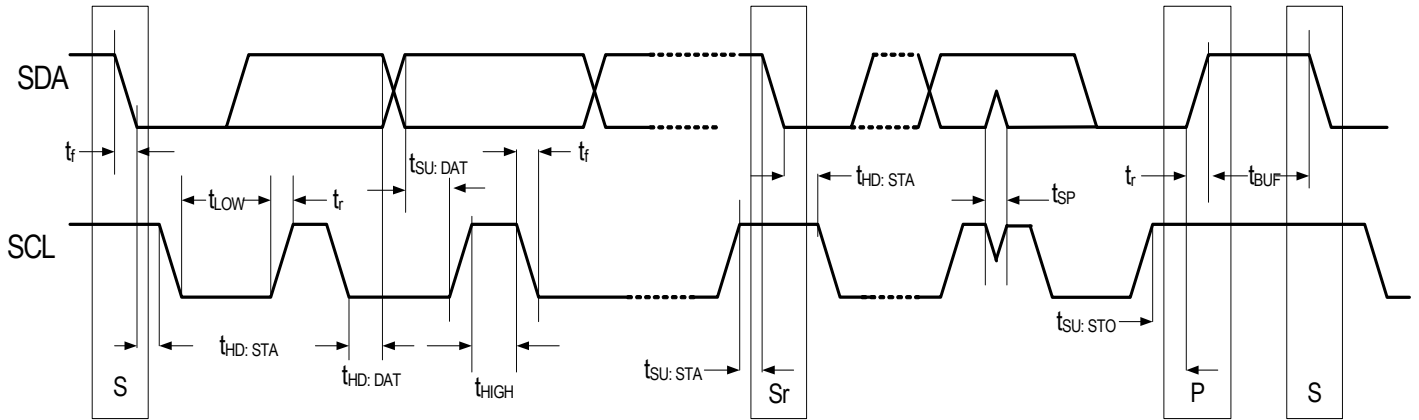 SDA
tf
tSU: DAT
tf
tHD: STA
tSP
tr
tBUF
tLOW
tr
SCL
tHD: STA
tHD: DAT
tHIGH
tSU: STA
tSU: STO
S
Sr
P
S